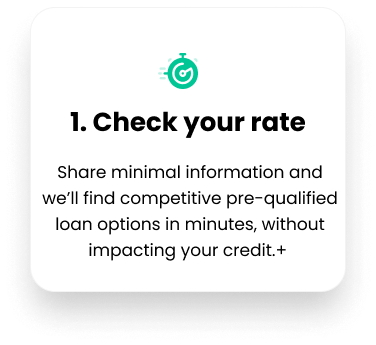 1. Check your rate
Share minimal information and
we’ll find competitive pre-qualified
loan options in minutes, without
impacting your credit.+